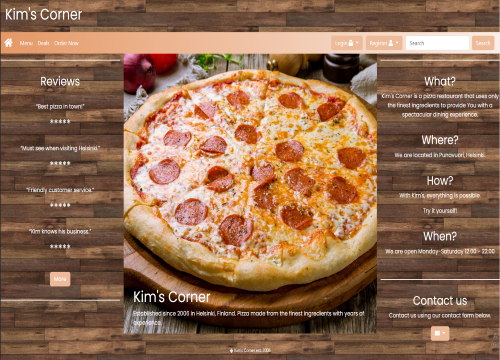 Kim's Corner
Menu Deals Order Now
Login Register Search Search
Reviews
"Best pizza in town"
*****
"Must see when visiting Helsinki."
*****
"Friendly customer service."
*****
"Kim knows his business."
*****
More
Kim's Corner
Established since 2006 in Helsinki, Finland. Pizza made from the finest ingredients with years of
experience.
What?
Kim's Corner is a pizza restaurant that uses only
the finest ingredients to provide You with a
spectacular dining experience.
Where?
We are located in Punavuori, Helsinki.
How?
With Kim's, everything is possible.
Try it yourself!
When?
We are open Monday-Saturday 12:00 - 22:00
Contact us
Contact us using our contact form below.
Kim's Corner est. 2006